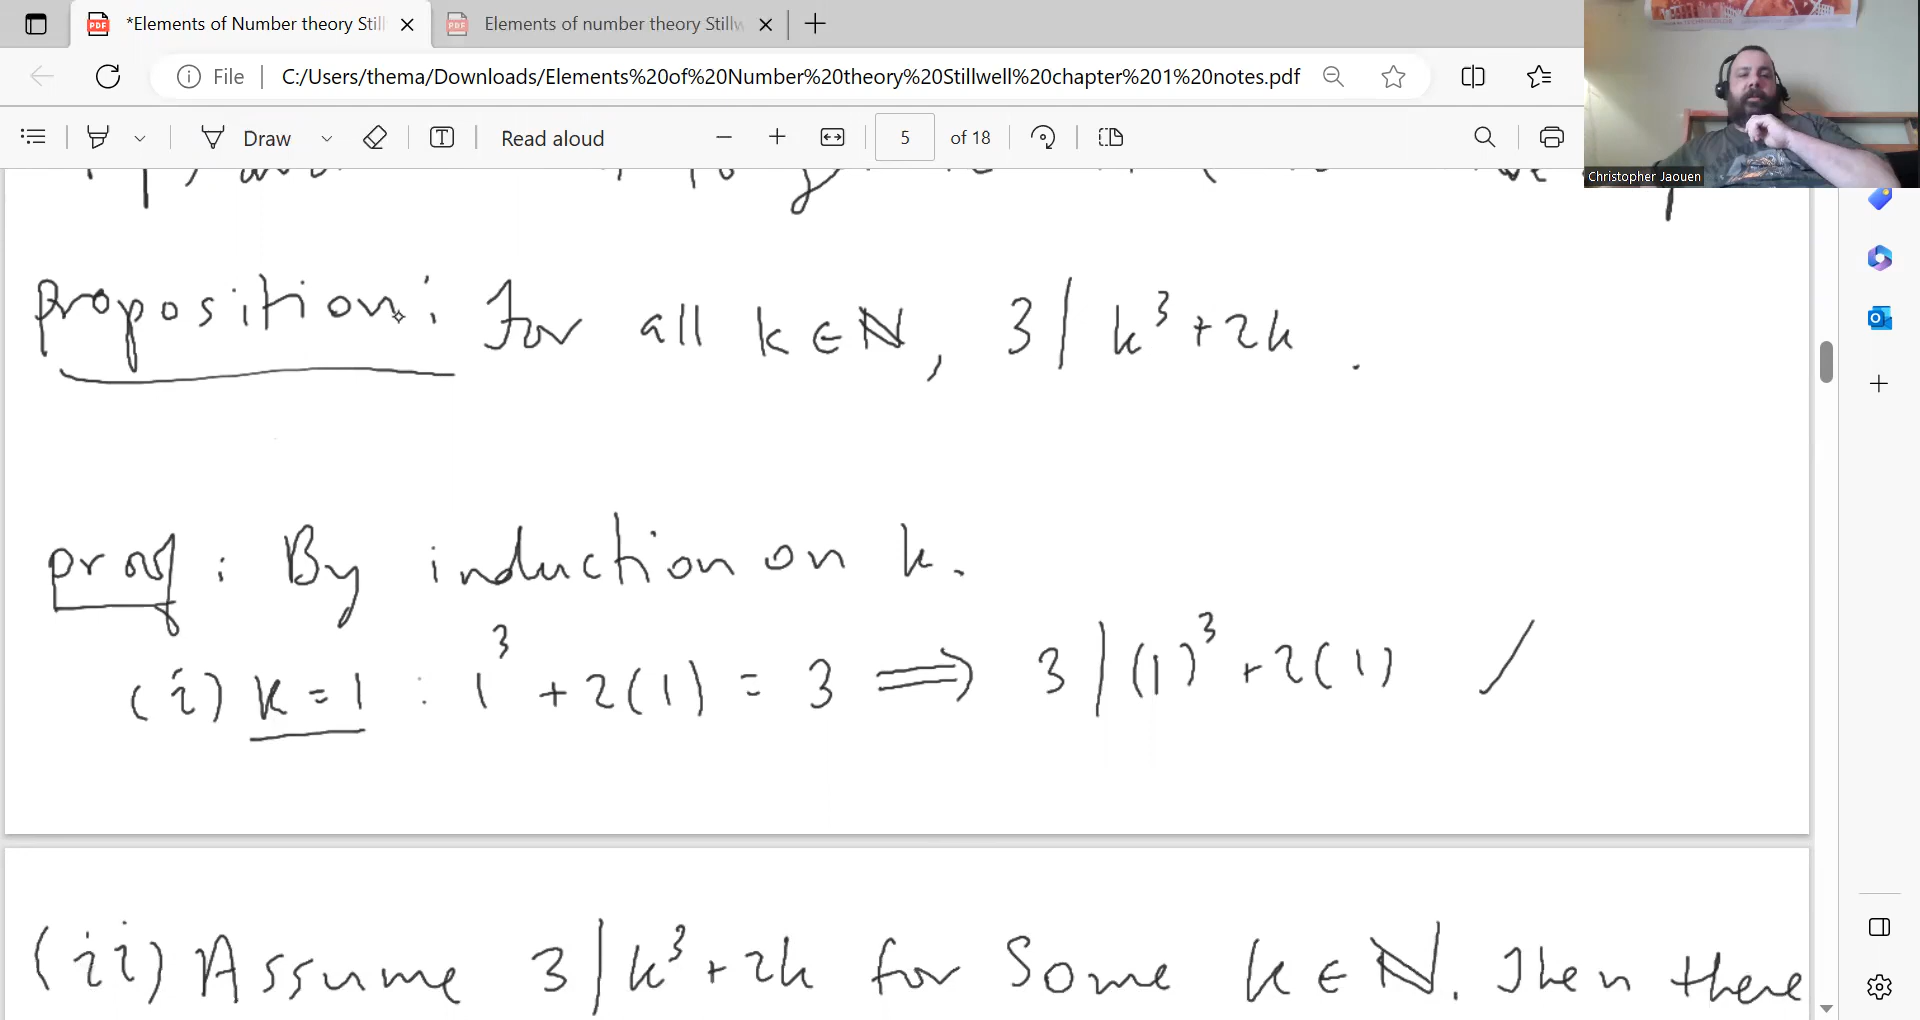 *Elements of Number theory Still
Elements of number theory Stillw
File
C:/Users/thema/Downloads/Elements%20of%20Number%20theory%20Stillwell%20chapter%201%20notes.pdf
Draw
Read aloud
5 of 18
Christopher Jaouen
Proposition: For all k ∈ ℕ, 3 | k³ + 2k.
proof: By induction on k.
(i) k = 1 : 1³ + 2(1) = 3 ⟹ 3 | (1)³ + 2(1) /
(ii) Assume 3 | k³ + 2k for some k ∈ ℕ. Then there